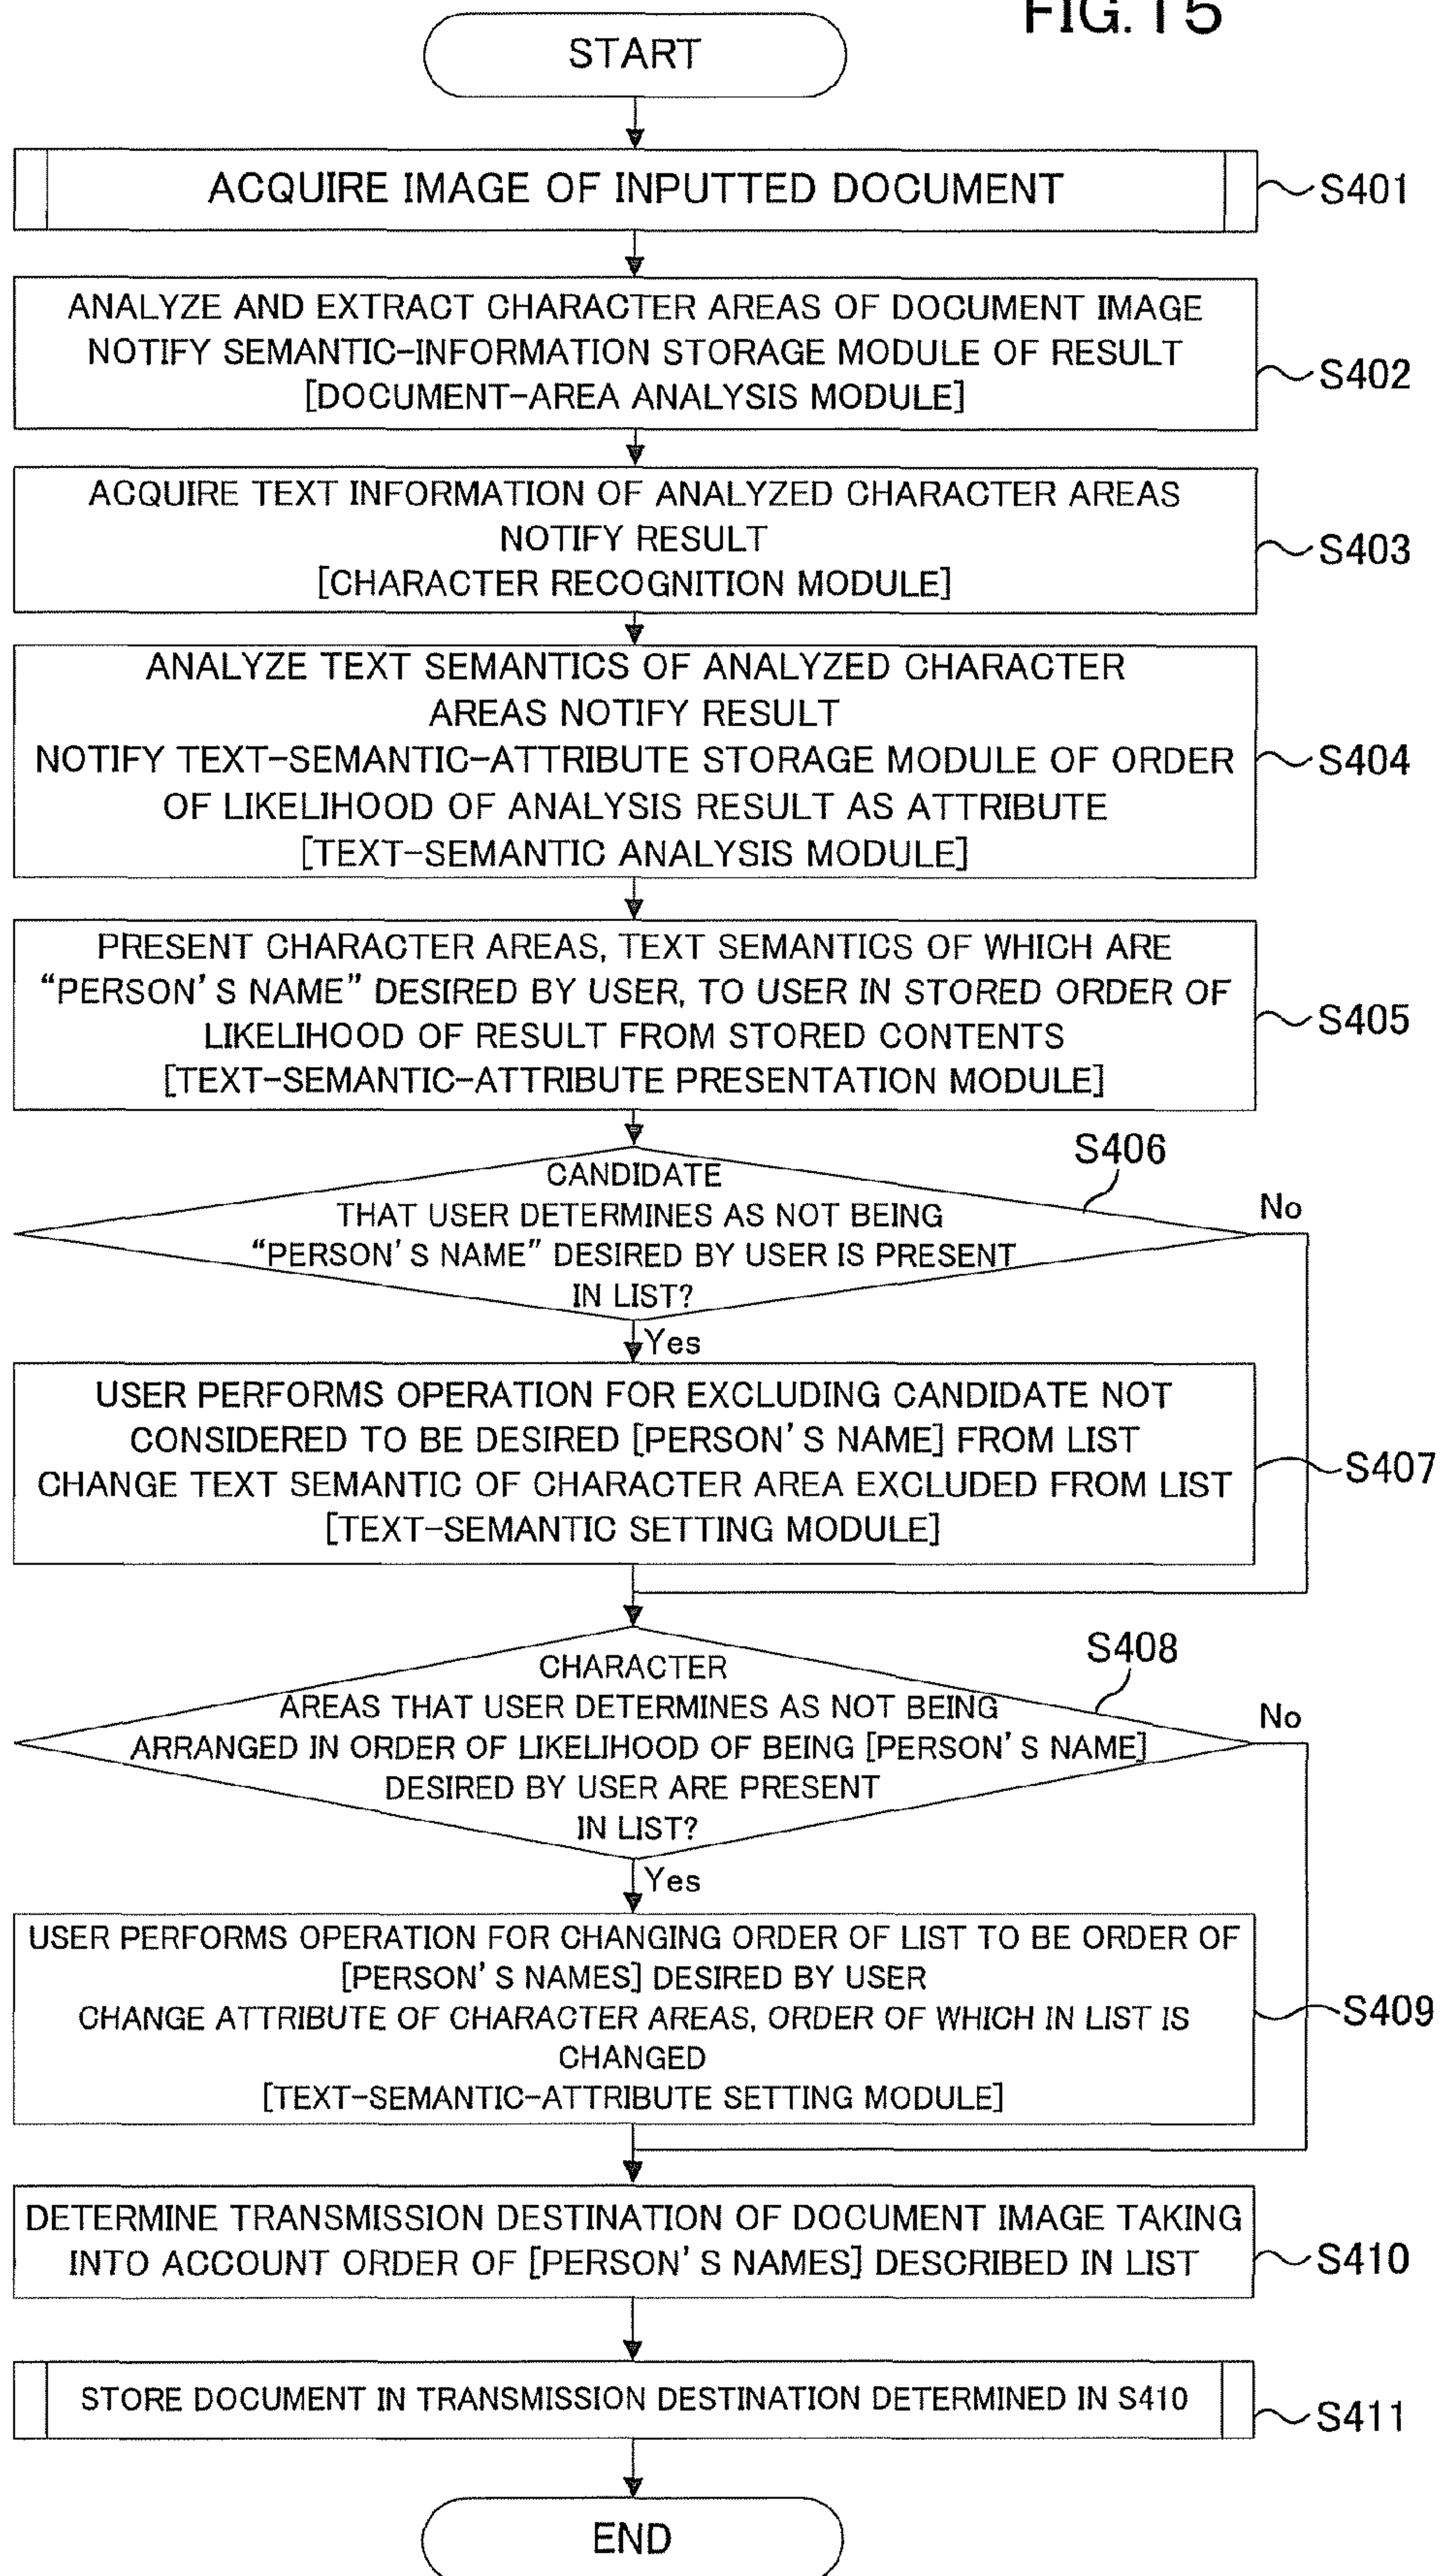 FIG.15
START
ACQUIRE IMAGE OF INPUTTED DOCUMENT
S401
ANALYZE AND EXTRACT CHARACTER AREAS OF DOCUMENT IMAGE
NOTIFY SEMANTIC-INFORMATION STORAGE MODULE OF RESULT
[DOCUMENT-AREA ANALYSIS MODULE]
S402
ACQUIRE TEXT INFORMATION OF ANALYZED CHARACTER AREAS
NOTIFY RESULT
[CHARACTER RECOGNITION MODULE]
S403
ANALYZE TEXT SEMANTICS OF ANALYZED CHARACTER
AREAS NOTIFY RESULT
NOTIFY TEXT-SEMANTIC-ATTRIBUTE STORAGE MODULE OF ORDER
OF LIKELIHOOD OF ANALYSIS RESULT AS ATTRIBUTE
[TEXT-SEMANTIC ANALYSIS MODULE]
S404
PRESENT CHARACTER AREAS, TEXT SEMANTICS OF WHICH ARE
“PERSON’S NAME” DESIRED BY USER, TO USER IN STORED ORDER OF
LIKELIHOOD OF RESULT FROM STORED CONTENTS
[TEXT-SEMANTIC-ATTRIBUTE PRESENTATION MODULE]
S405
S406
CANDIDATE
THAT USER DETERMINES AS NOT BEING
“PERSON’S NAME” DESIRED BY USER IS PRESENT
IN LIST?
No
Yes
USER PERFORMS OPERATION FOR EXCLUDING CANDIDATE NOT
CONSIDERED TO BE DESIRED [PERSON’S NAME] FROM LIST
CHANGE TEXT SEMANTIC OF CHARACTER AREA EXCLUDED FROM LIST
[TEXT-SEMANTIC SETTING MODULE]
S407
S408
CHARACTER
AREAS THAT USER DETERMINES AS NOT BEING
ARRANGED IN ORDER OF LIKELIHOOD OF BEING [PERSON’S NAME]
DESIRED BY USER ARE PRESENT
IN LIST?
No
Yes
USER PERFORMS OPERATION FOR CHANGING ORDER OF LIST TO BE ORDER OF
[PERSON’S NAMES] DESIRED BY USER
CHANGE ATTRIBUTE OF CHARACTER AREAS, ORDER OF WHICH IN LIST IS
CHANGED
[TEXT-SEMANTIC-ATTRIBUTE SETTING MODULE]
S409
DETERMINE TRANSMISSION DESTINATION OF DOCUMENT IMAGE TAKING
INTO ACCOUNT ORDER OF [PERSON’S NAMES] DESCRIBED IN LIST
S410
STORE DOCUMENT IN TRANSMISSION DESTINATION DETERMINED IN S410
S411
END